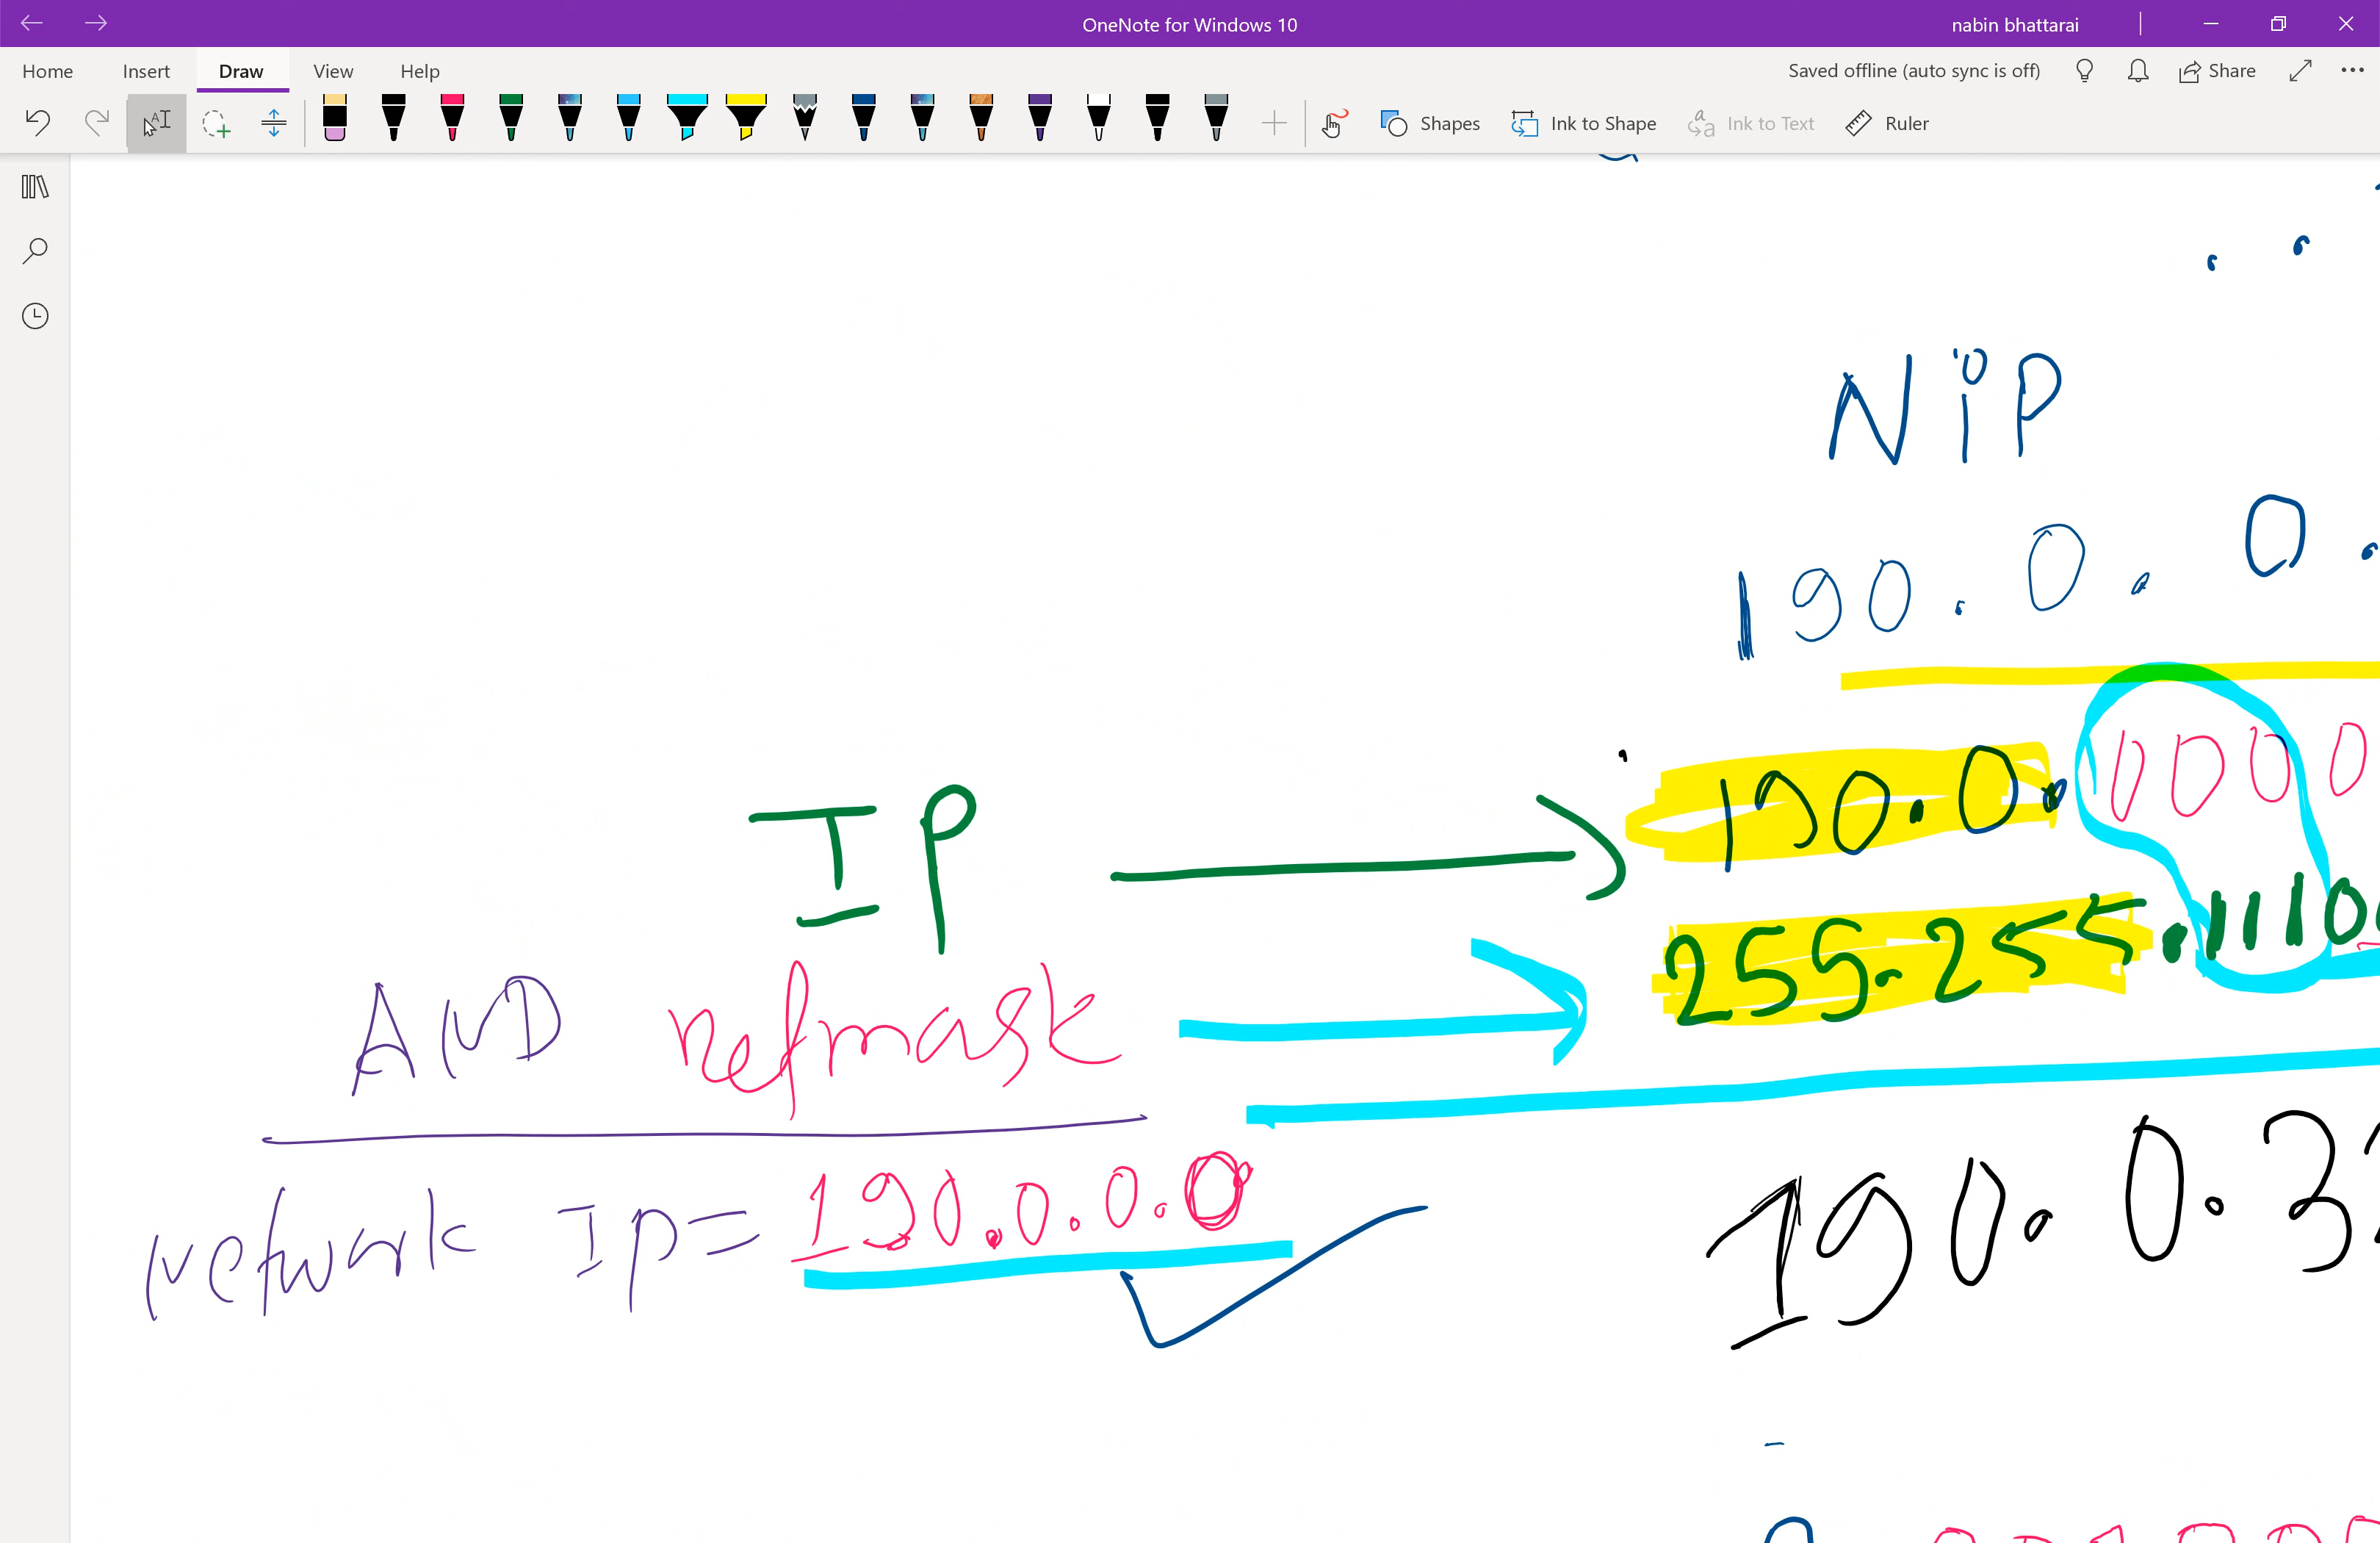 OneNote for Windows 10
nabin bhattarai
Home Insert Draw View Help
Saved offline (auto sync is off) Share
Shapes Ink to Shape Ink to Text Ruler
NIP
190.0.0.
IP 190.0.0000
AND netmask 255.255.1110
Network Ip= 190.0.0.0
190.0.32